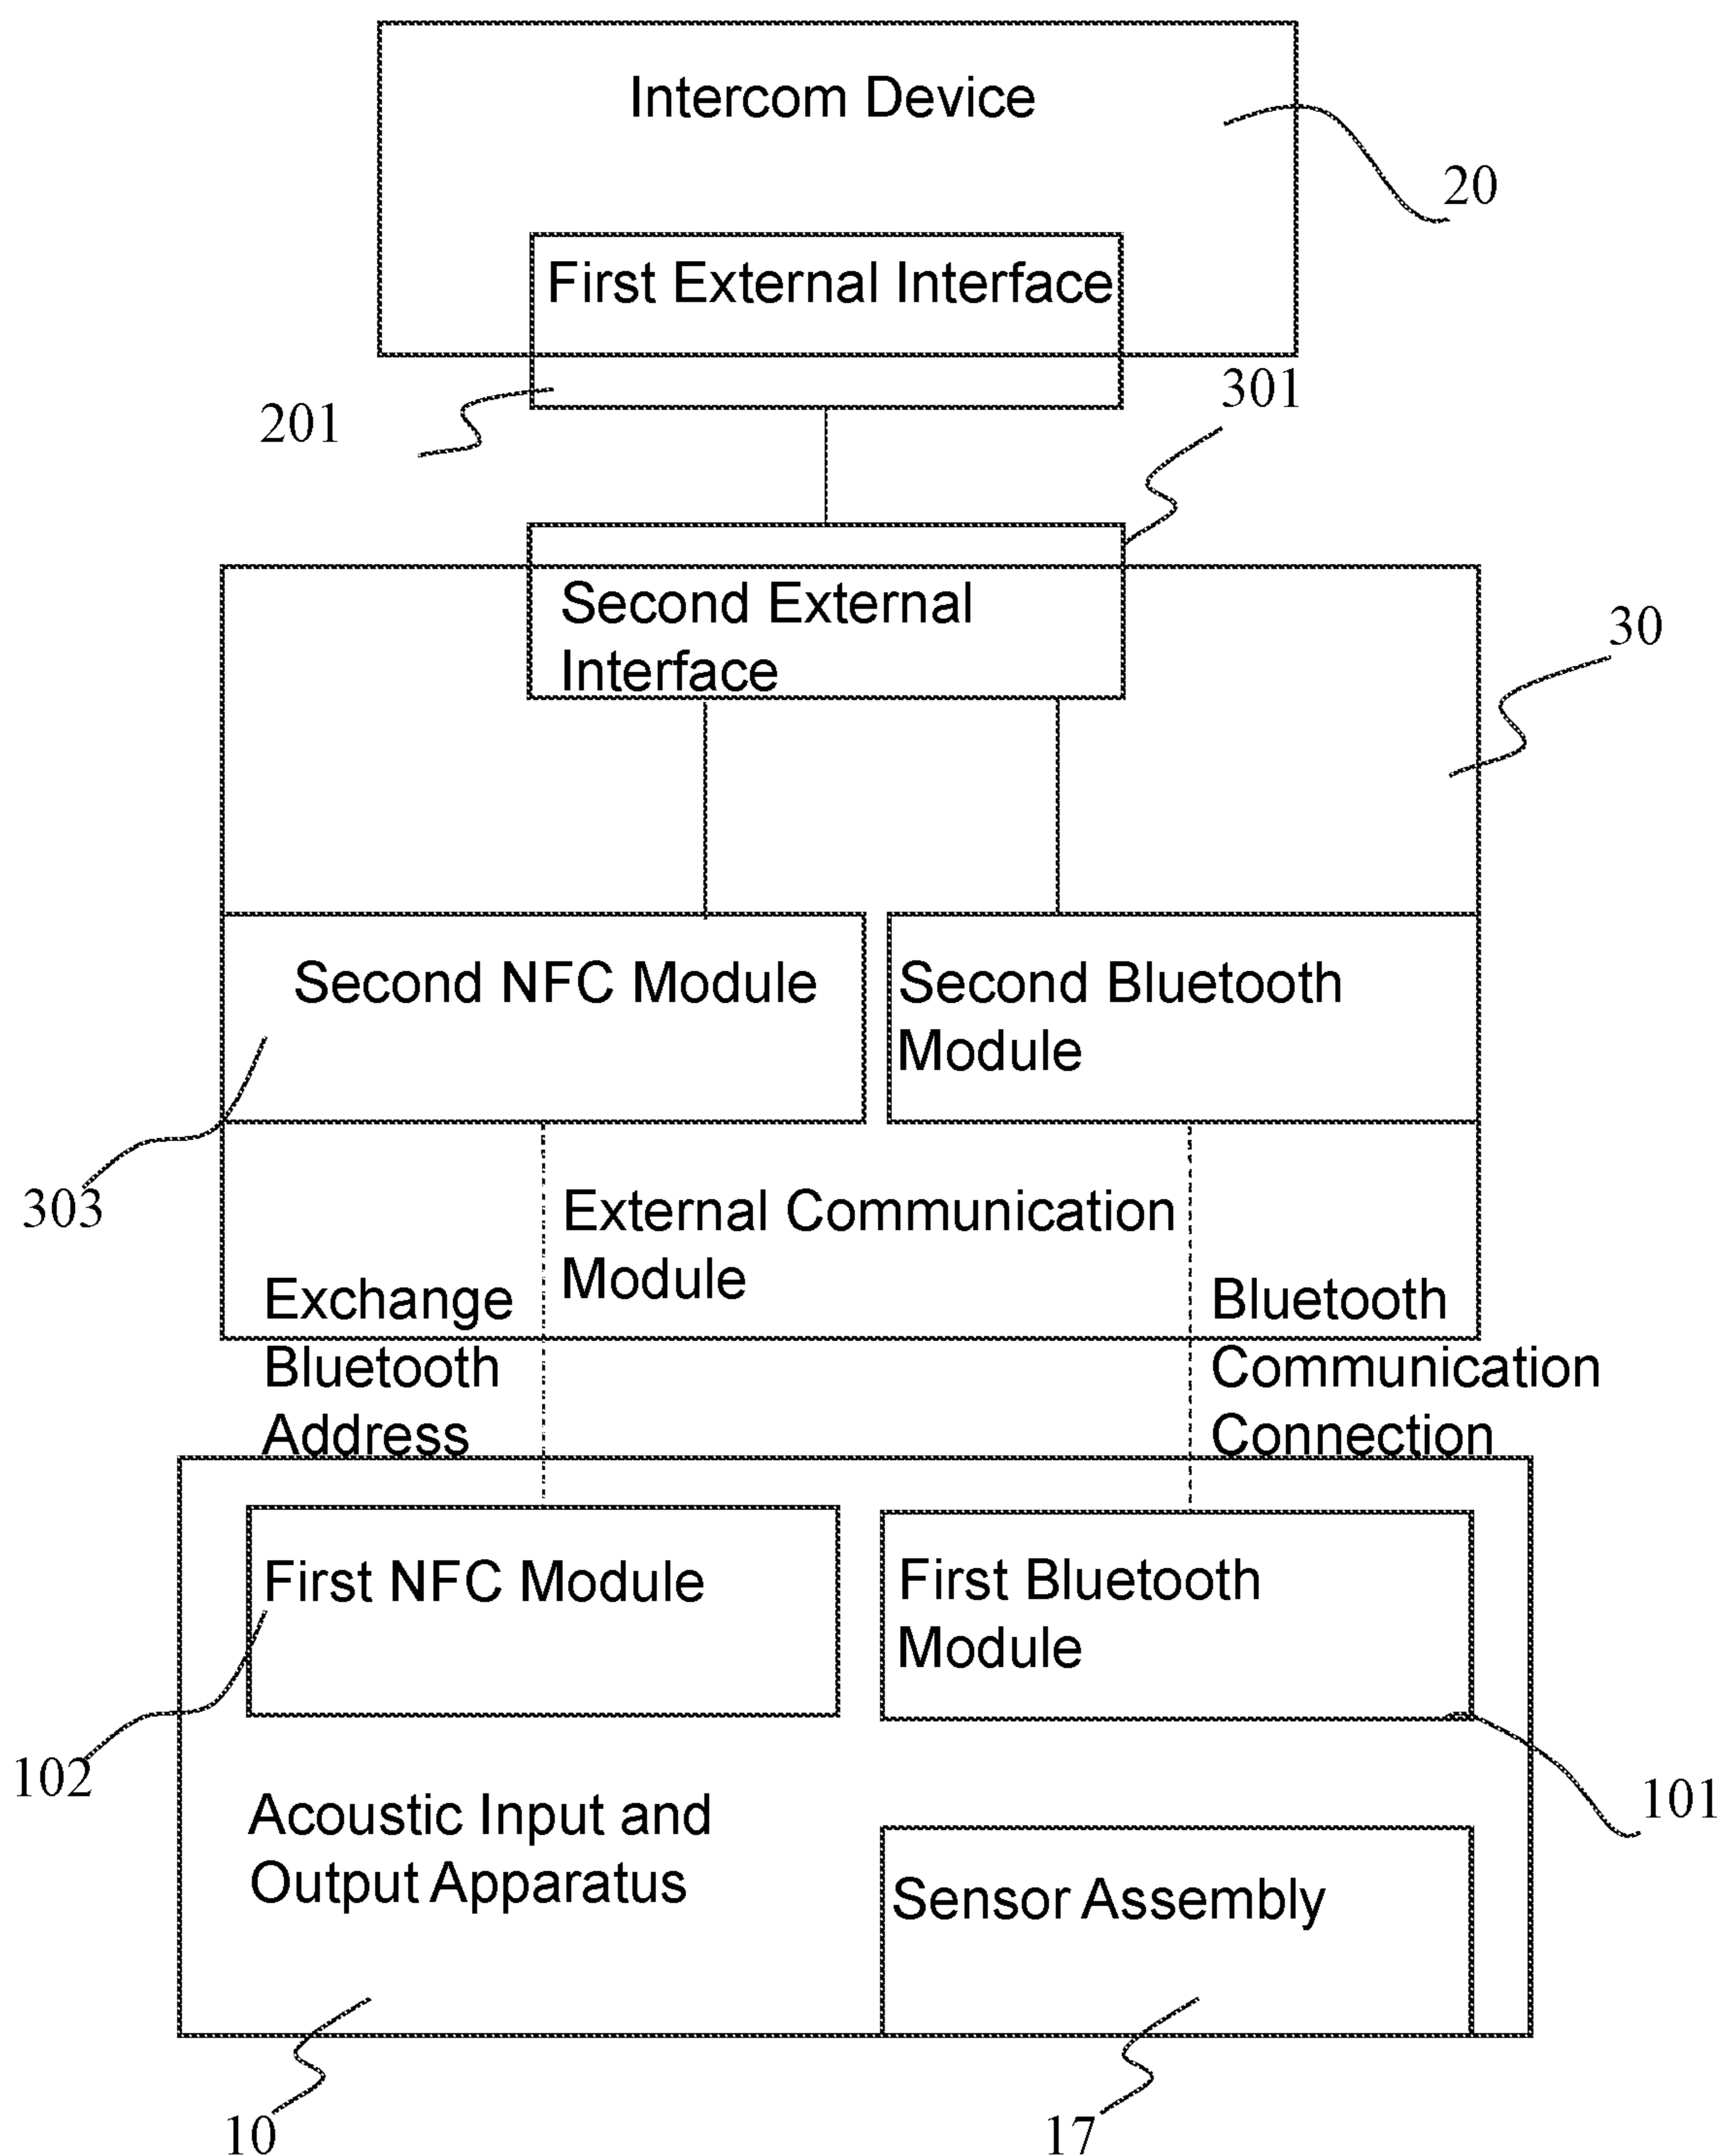 Intercom Device
20
First External Interface
201
301
Second External
Interface
30
Second NFC Module
Second Bluetooth
Module
303
External Communication
Module
Exchange
Bluetooth
Address
Bluetooth
Communication
Connection
First NFC Module
First Bluetooth
Module
102
101
Acoustic Input and
Output Apparatus
Sensor Assembly
10
17